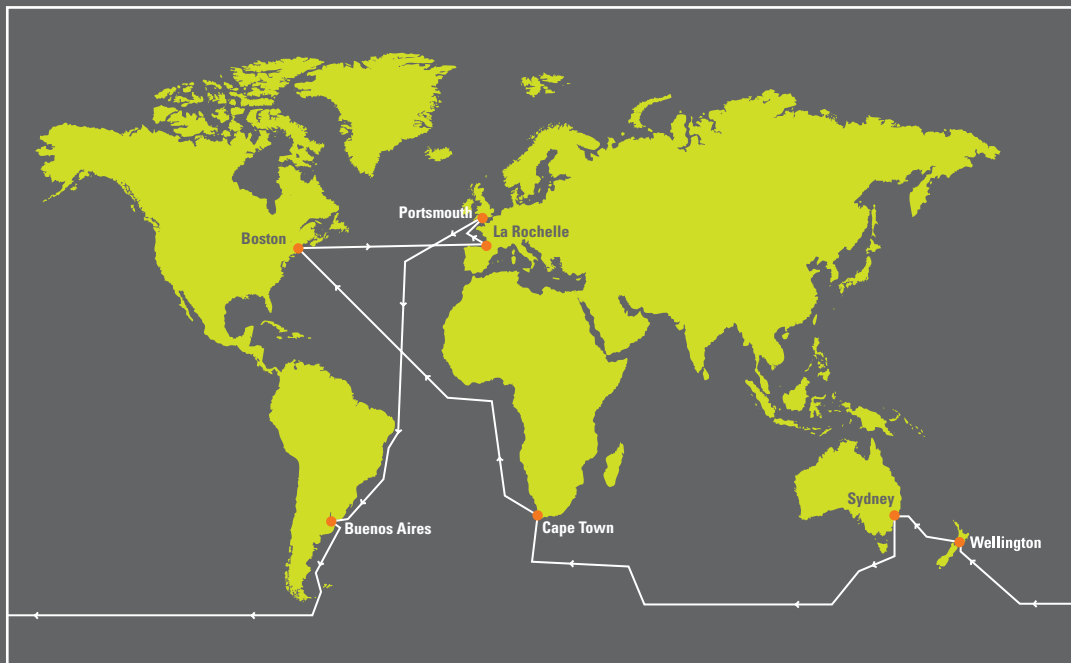 Portsmouth
La Rochelle
Boston
Sydney
Buenos Aires
Cape Town
Wellington